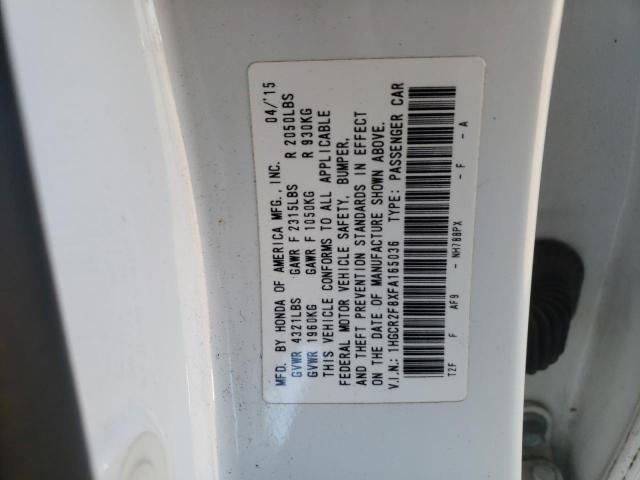 MFD. BY HONDA OF AMERICA MFG., INC. 04/'15
GVWR 4321LBS GAWR F 2315LBS R 2050LBS
GVWR 1960KG GAWR F 1050KG R 930KG
THIS VEHICLE CONFORMS TO ALL APPLICABLE
FEDERAL MOTOR VEHICLE SAFETY, BUMPER,
AND THEFT PREVENTION STANDARDS IN EFFECT
ON THE DATE OF MANUFACTURE SHOWN ABOVE.
V.I.N.: 1HGCR2F8XFA165036 TYPE: PASSENGER CAR
T2F F AF9 - NH788PX - F - A